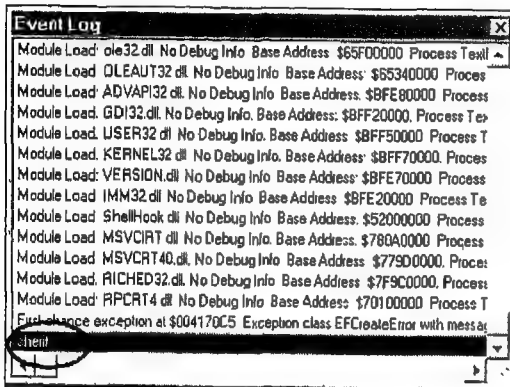 Event Log
Module Load: ole32.dll No Debug Info Base Address $65F00000 Process TextE
Module Load OLEAUT32 dll. No Debug Info Base Address: $65340000 Proces
Module Load: ADVAPI32 dll. No Debug Info. Base Address. $BFE80000 Process
Module Load. GDI32.dll. No Debug Info. Base Address: $BFF20000. Process Tex
Module Load. USER32 dll No Debug Info. Base Address $BFF50000 Process T
Module Load. KERNEL32 dll No Debug Info. Base Address: $BFF70000. Proces
Module Load: VERSION.dll No Debug Info Base Address: $BFE70000 Process
Module Load IMM32 dll No Debug Info Base Address $BFE20000 Process Te
Module Load ShellHook dll No Debug Info Base Address. $52000000 Process
Module Load MSVCIRT dll No Debug Info. Base Address: $780A0000 Process
Module Load MSVCRT40.dll. No Debug Info Base Address $779D0000. Proces
Module Load. RICHED32.dll. No Debug Info Base Address $7F9C0000. Process
Module Load: RPCRT4 dll No Debug Info Base Address $70100000 Process T
First chance exception at $004170C5 Exception class EFCreateError with messag